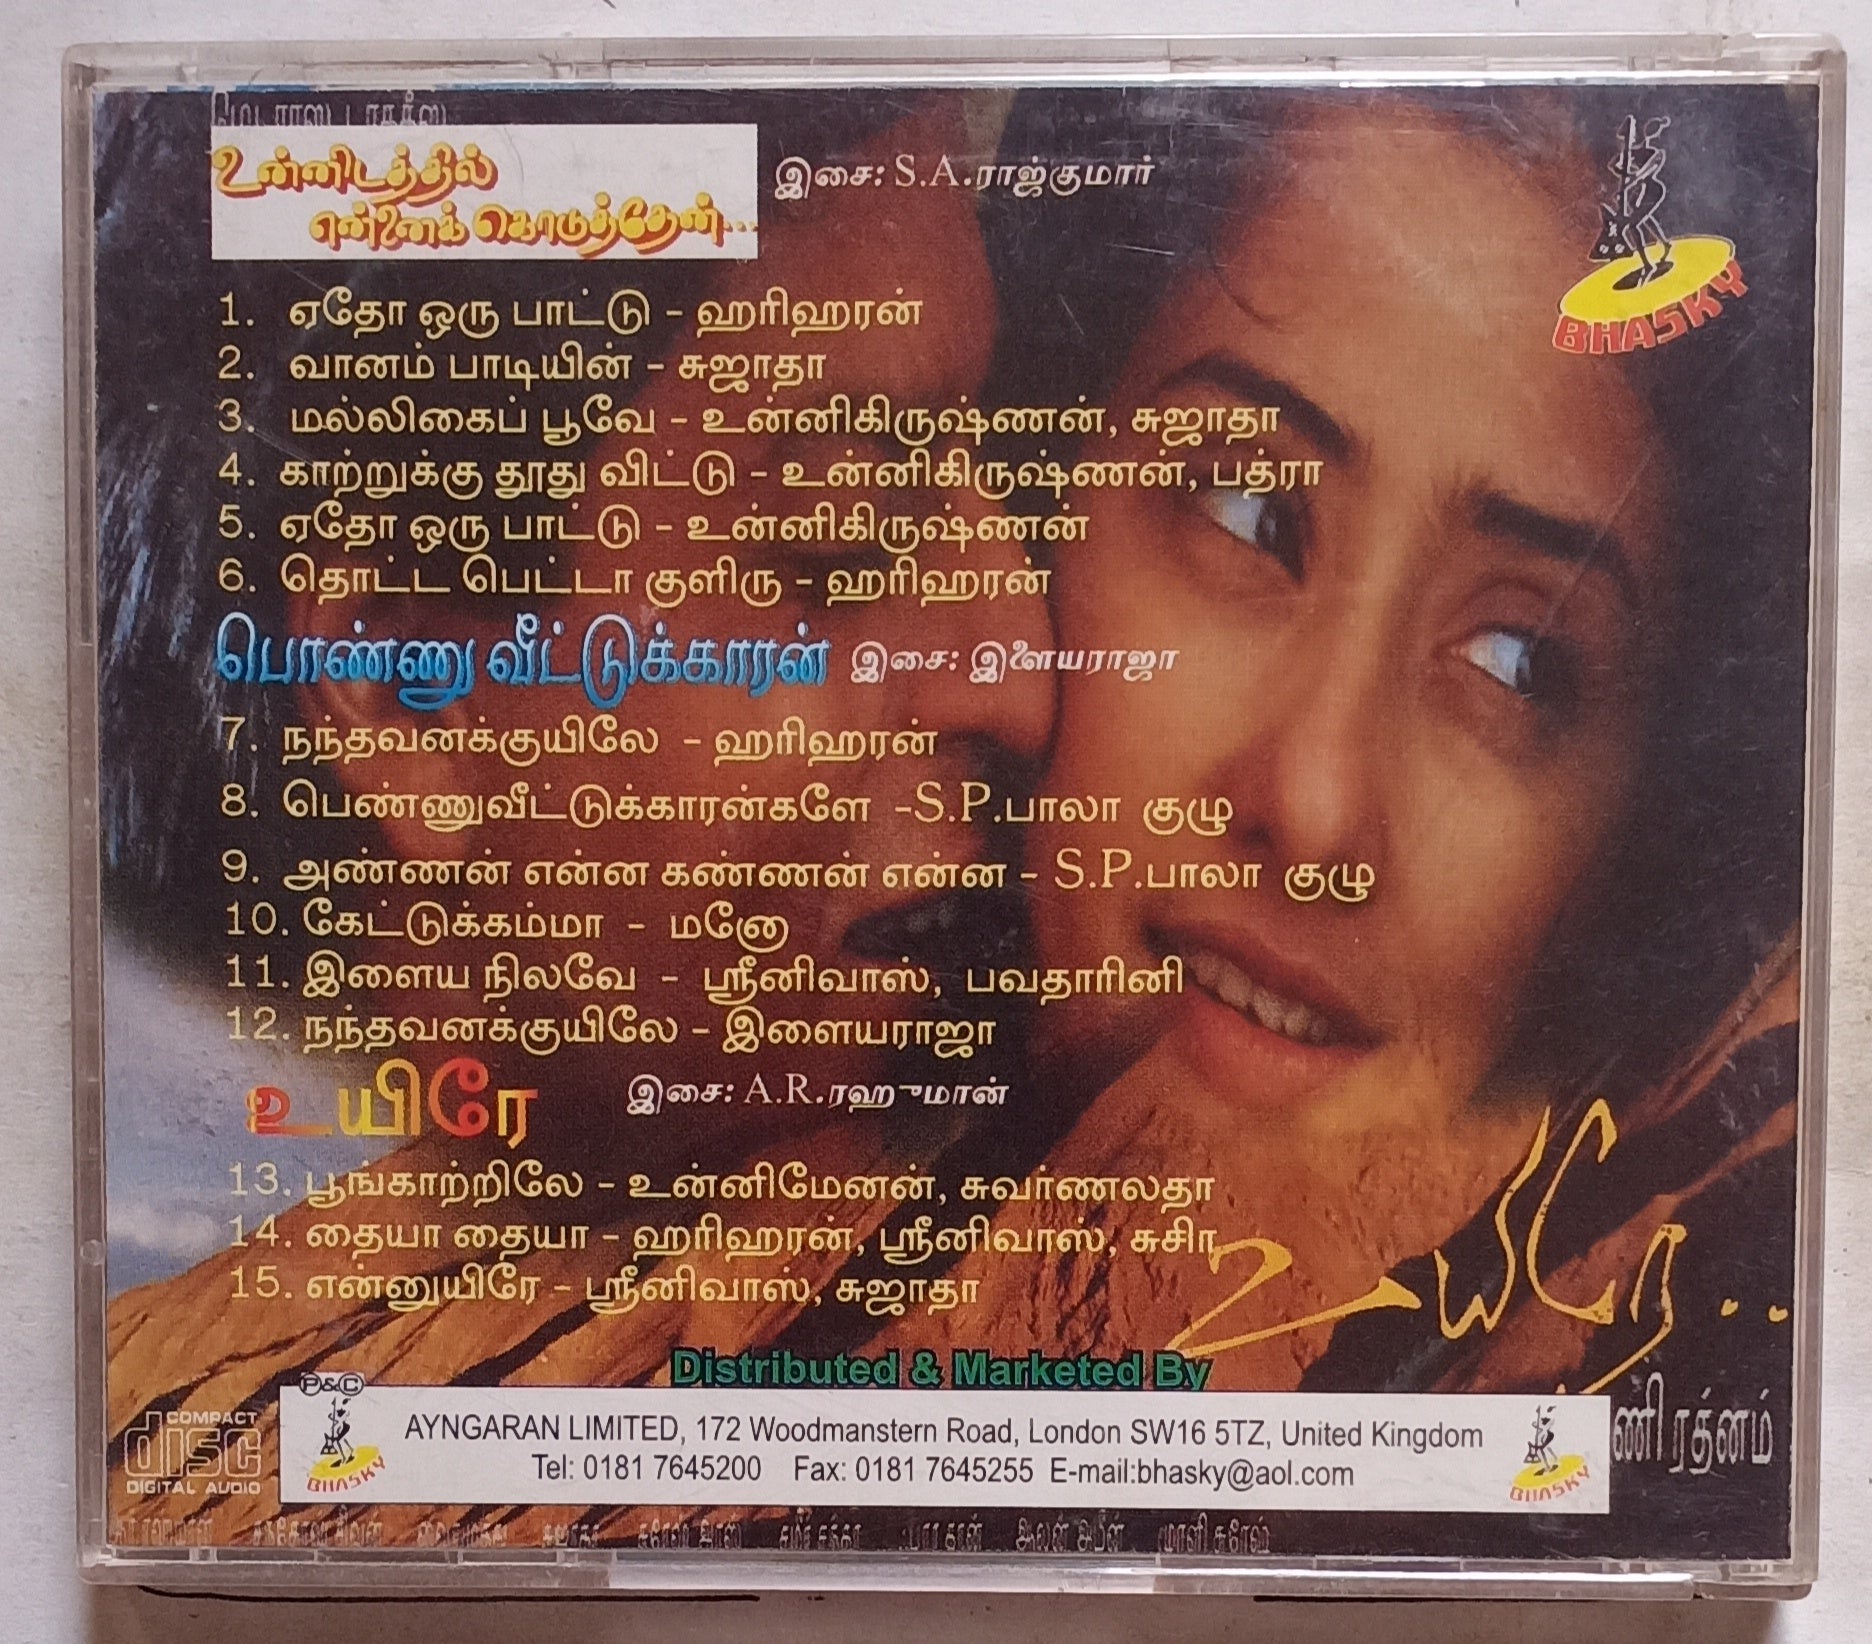 உன்னிடத்தில்
என்னைக் கொடுத்தேன்...
இசை: S.A.ராஜ்குமார்
BHASKY
1. ஏதோ ஒரு பாட்டு - ஹரிஹரன்
2. வானம் பாடியின் - சுஜாதா
3. மல்லிகைப் பூவே - உன்னிகிருஷ்ணன், சுஜாதா
4. காற்றுக்கு தூது விட்டு - உன்னிகிருஷ்ணன், பத்ரா
5. ஏதோ ஒரு பாட்டு - உன்னிகிருஷ்ணன்
6. தொட்ட பெட்டா குளிரு - ஹரிஹரன்
பொண்ணு வீட்டுக்காரன் இசை: இளையராஜா
7. நந்தவனக்குயிலே - ஹரிஹரன்
8. பெண்ணுவீட்டுக்காரன்களே -S.P.பாலா குழு
9. அண்ணன் என்ன கண்ணன் என்ன - S.P.பாலா குழு
10. கேட்டுக்கம்மா - மனோ
11. இளைய நிலவே - ஸ்ரீனிவாஸ், பவதாரினி
12. நந்தவனக்குயிலே - இளையராஜா
உயிரே இசை: A.R.ரஹுமான்
13. பூங்காற்றிலே - உன்னிமேனன், சுவர்ணலதா
14. தையா தையா - ஹரிஹரன், ஸ்ரீனிவாஸ், சுசிர
15. என்னுயிரே - ஸ்ரீனிவாஸ், சுஜாதா
உயிரே..
ணி ரத்னம்
Distributed & Marketed By
P&C
BHASKY
AYNGARAN LIMITED, 172 Woodmanstern Road, London SW16 5TZ, United Kingdom
Tel: 0181 7645200 Fax: 0181 7645255 E-mail:bhasky@aol.com
BHASKY
COMPACT
disc
DIGITAL AUDIO